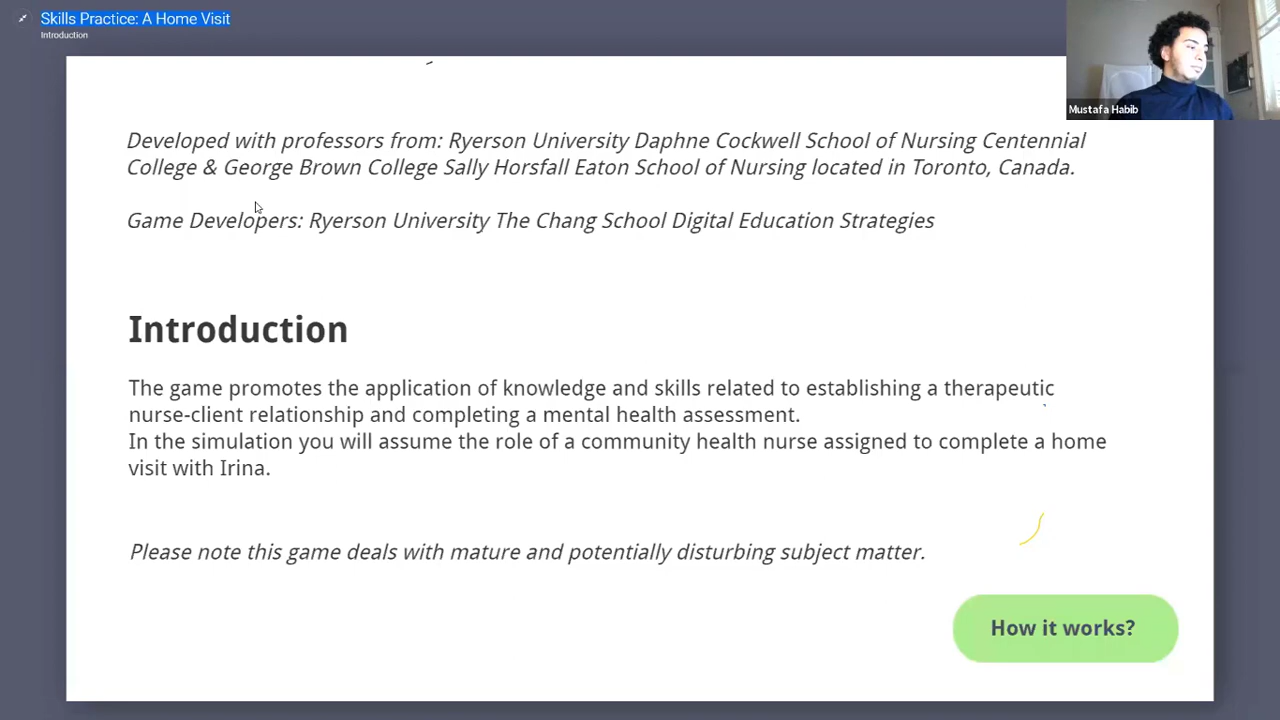 Skills Practice: A Home Visit
Introduction
Mustafa Habib
Developed with professors from: Ryerson University Daphne Cockwell School of Nursing Centennial
College & George Brown College Sally Horsfall Eaton School of Nursing located in Toronto, Canada.
Game Developers: Ryerson University The Chang School Digital Education Strategies
Introduction
The game promotes the application of knowledge and skills related to establishing a therapeutic
nurse-client relationship and completing a mental health assessment.
In the simulation you will assume the role of a community health nurse assigned to complete a home
visit with Irina.
Please note this game deals with mature and potentially disturbing subject matter.
How it works?